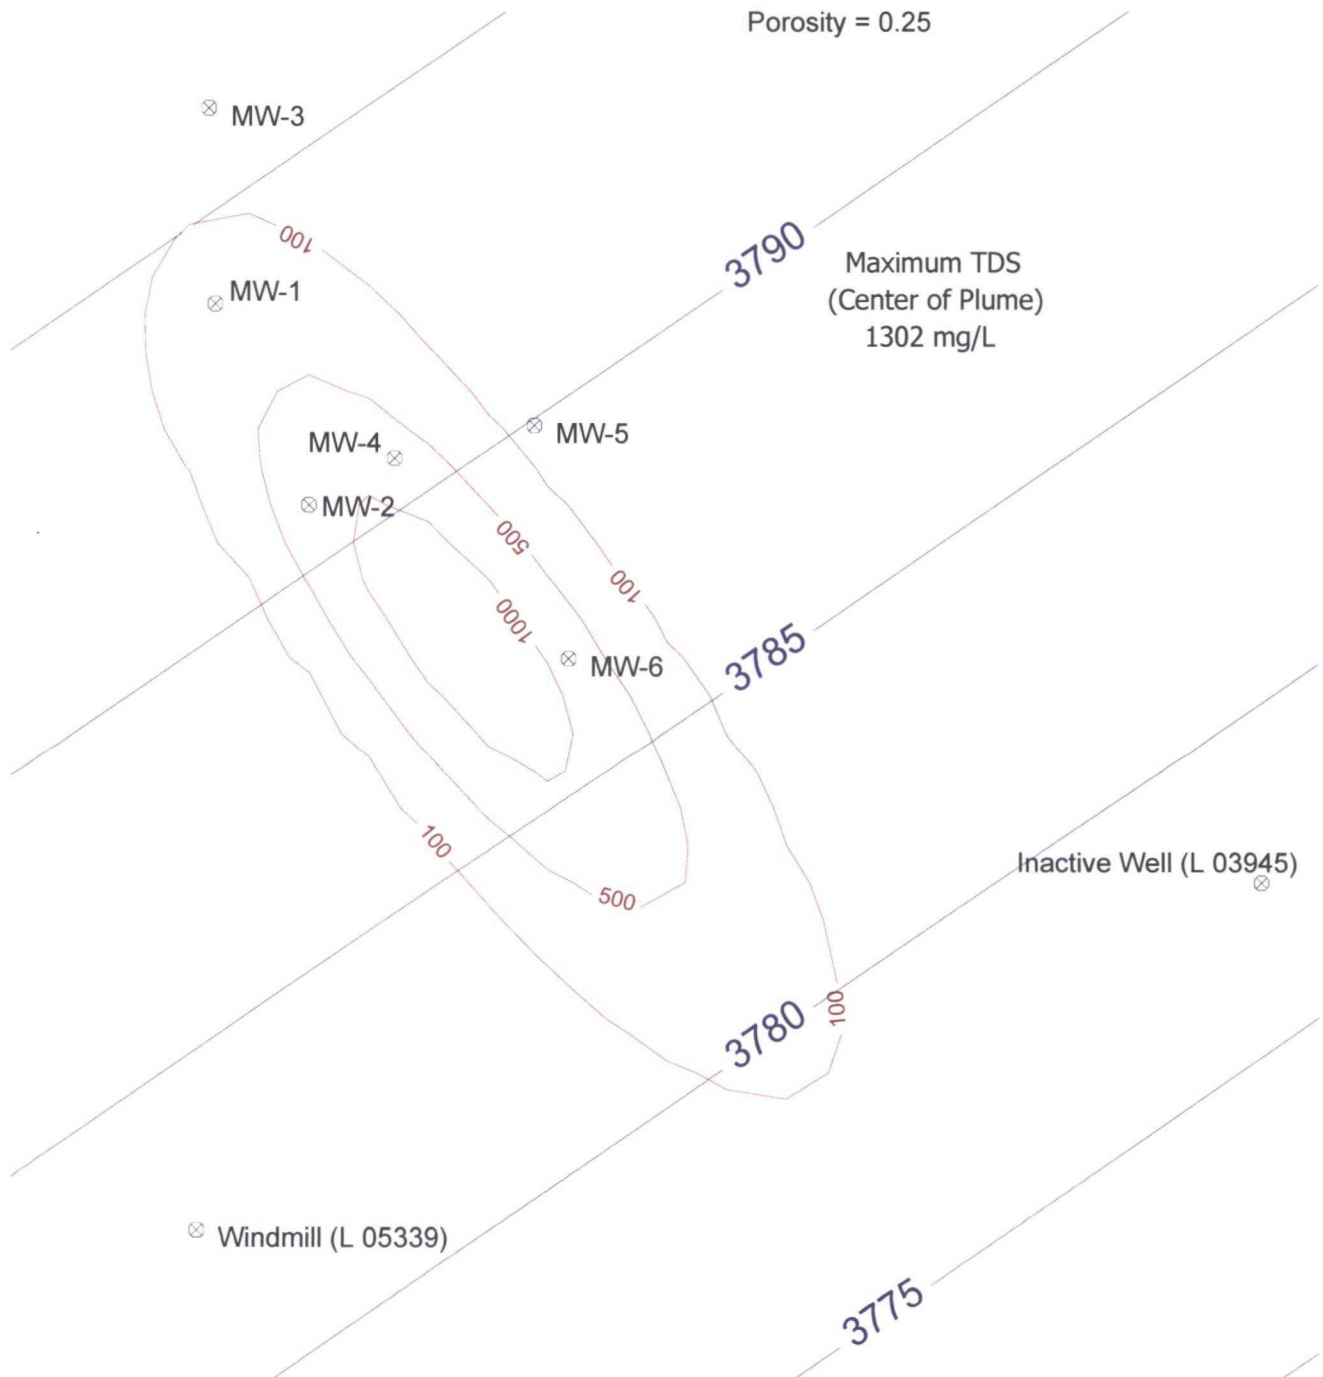 Porosity = 0.25
MW-3
100
3790
Maximum TDS
(Center of Plume)
1302 mg/L
MW-1
MW-5
MW-4
MW-2
500
100
1000
3785
MW-6
100
Inactive Well (L 03945)
500
100
3780
Windmill (L 05339)
3775